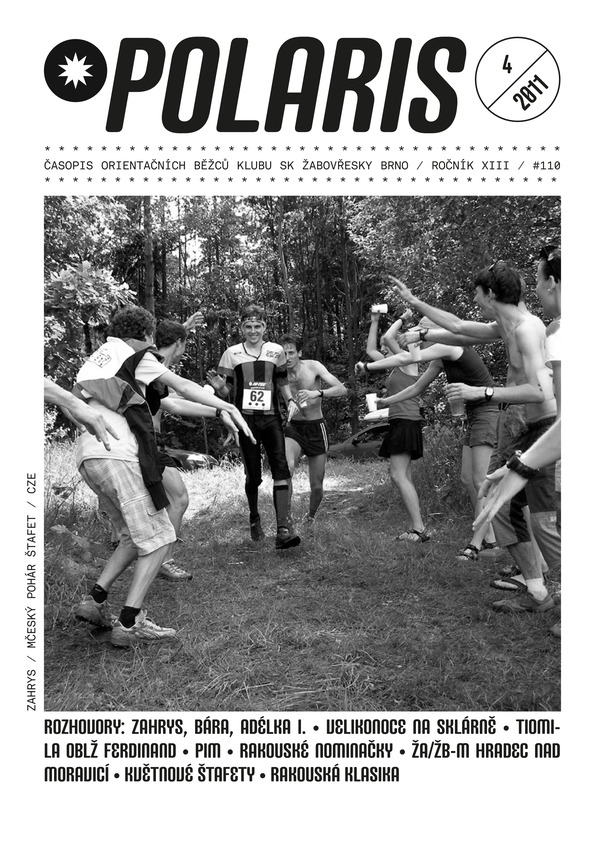 POLARIS
4
2011
ČASOPIS ORIENTAČNÍCH BĚŽCŮ KLUBU SK ŽABOVŘESKY BRNO / ROČNÍK XIII / #110
62
ZAHRYS / MČESKÝ POHÁR ŠTAFET / CZE
ROZHOVORY: ZAHRYS, BÁRA, ADÉLKA I. • VELIKONOCE NA SKLÁRNĚ • TIOMI-
LA OBLŽ FERDINAND • PIM • RAKOUSKÉ NOMINAČKY • ŽA/ŽB-M HRADEC NAD
MORAVICÍ • KVĚTNOVÉ ŠTAFETY • RAKOUSKÁ KLASIKA